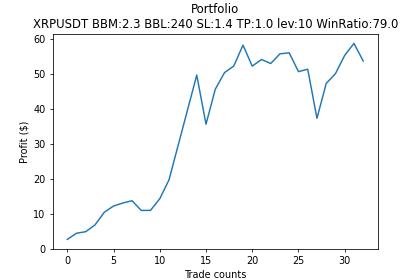 Portfolio
XRPUSDT BBM:2.3 BBL:240 SL:1.4 TP:1.0 lev:10 WinRatio:79.0
60
50
40
30
20
10
0
Profit ($)
0 5 10 15 20 25 30
Trade counts